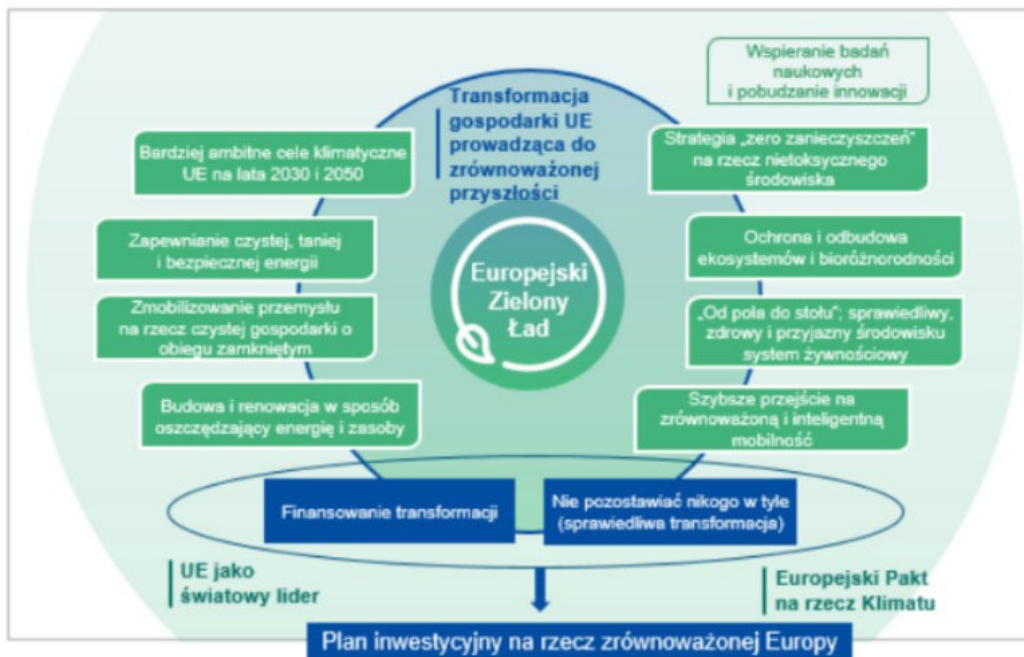 Wspieranie badań
naukowych
i pobudzanie innowacji
Transformacja
gospodarki UE
prowadząca do
zrównoważonej
przyszłości
Bardziej ambitne cele klimatyczne
UE na lata 2030 i 2050
Strategia „zero zanieczyszczeń”
na rzecz nietoksycznego
środowiska
Zapewnianie czystej, taniej
i bezpiecznej energii
Ochrona i odbudowa
ekosystemów i bioróżnorodności
Europejski
Zielony
Ład
Zmobilizowanie przemysłu
na rzecz czystej gospodarki o
obiegu zamkniętym
„Od pola do stołu”; sprawiedliwy,
zdrowy i przyjazny środowisku
system żywnościowy
Budowa i renowacja w sposób
oszczędzający energię i zasoby
Szybsze przejście na
zrównoważoną i inteligentną
mobilność
Finansowanie transformacji
Nie pozostawiać nikogo w tyle
(sprawiedliwa transformacja)
UE jako
światowy lider
Europejski Pakt
na rzecz Klimatu
Plan inwestycyjny na rzecz zrównoważonej Europy